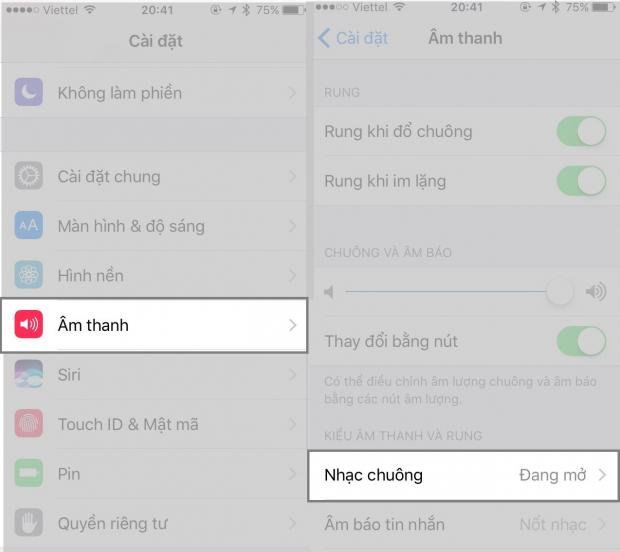 Viettel 20:41 75%
Cài đặt
Không làm phiền
Cài đặt chung
AA Màn hình & độ sáng
Hình nền
Âm thanh
Siri
Touch ID & Mật mã
Pin
Quyền riêng tư
Viettel 20:41 75%
Cài đặt Âm thanh
RUNG
Rung khi đổ chuông
Rung khi im lặng
CHUÔNG VÀ ÂM BÁO
Thay đổi bằng nút
Có thể điều chỉnh âm lượng chuông và âm báo
bằng các nút âm lượng.
KIỂU ÂM THANH VÀ RUNG
Nhạc chuông Đang mở
Âm báo tin nhắn Nốt nhạc